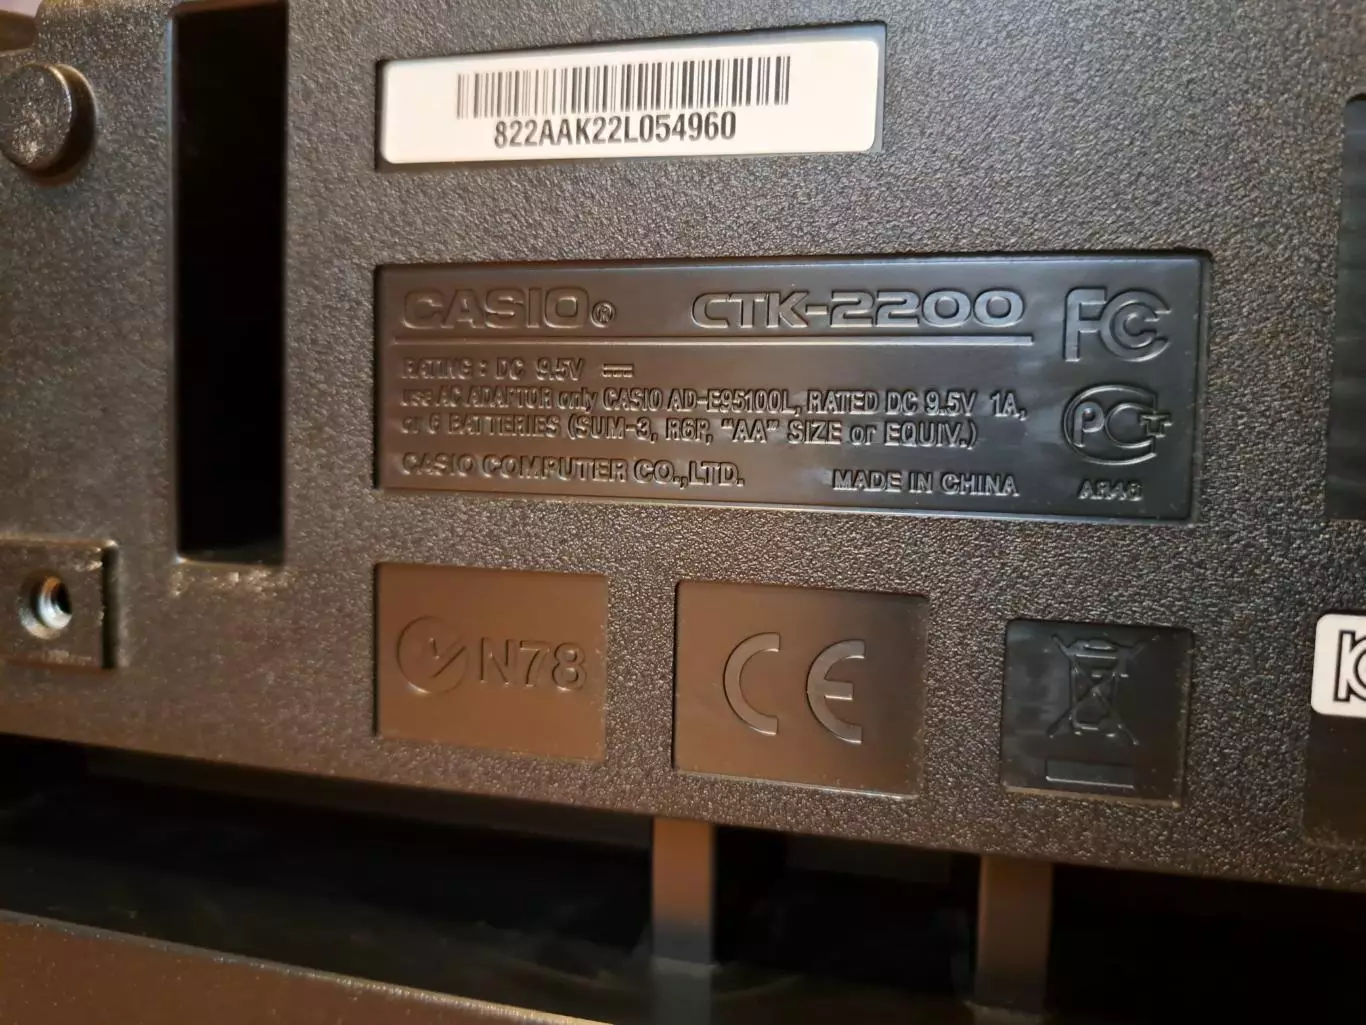 822AAK22L054960
CASIO® CTK-2200 FC
RATING : DC 9.5V
use AC ADAPTOR only CASIO AD-E95100L, RATED DC 9.5V 1A,
or 6 BATTERIES (SUM-3, R6P, "AA" SIZE or EQUIV.)
PC
CASIO COMPUTER CO.,LTD. MADE IN CHINA
N78
CE